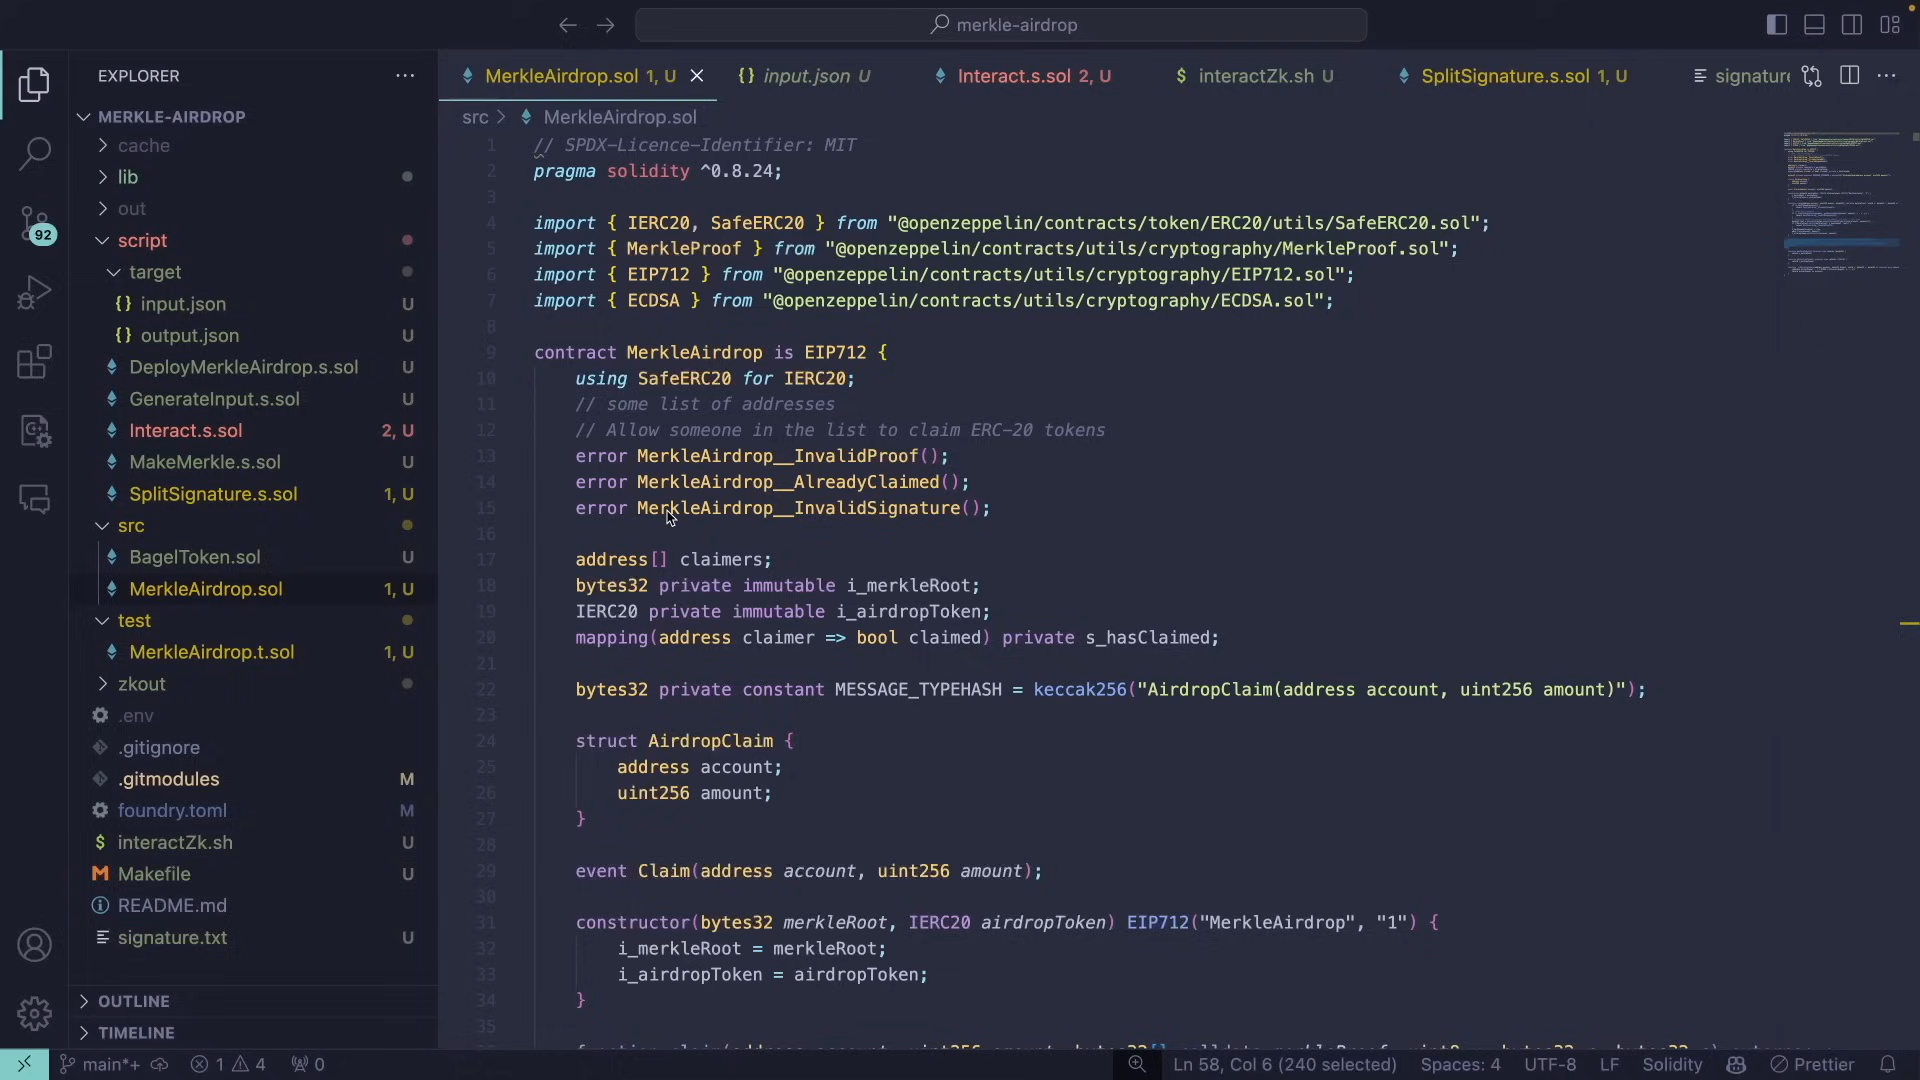 merkle-airdrop
EXPLORER
MERKLE-AIRDROP
cache
lib
out
script
target
input.json U
output.json U
DeployMerkleAirdrop.s.sol U
GenerateInput.s.sol U
Interact.s.sol 2, U
MakeMerkle.s.sol U
SplitSignature.s.sol 1, U
src
BagelToken.sol U
MerkleAirdrop.sol 1, U
test
MerkleAirdrop.t.sol 1, U
zkout
.env
.gitignore
.gitmodules M
foundry.toml M
interactZk.sh U
Makefile U
README.md
signature.txt U
OUTLINE
TIMELINE
92
MerkleAirdrop.sol 1, U
input.json U
Interact.s.sol 2, U
$ interactZk.sh U
SplitSignature.s.sol 1, U
signature
src > MerkleAirdrop.sol
1 // SPDX-Licence-Identifier: MIT
2 pragma solidity ^0.8.24;
3
4 import { IERC20, SafeERC20 } from "@openzeppelin/contracts/token/ERC20/utils/SafeERC20.sol";
5 import { MerkleProof } from "@openzeppelin/contracts/utils/cryptography/MerkleProof.sol";
6 import { EIP712 } from "@openzeppelin/contracts/utils/cryptography/EIP712.sol";
7 import { ECDSA } from "@openzeppelin/contracts/utils/cryptography/ECDSA.sol";
8
9 contract MerkleAirdrop is EIP712 {
10 using SafeERC20 for IERC20;
11 // some list of addresses
12 // Allow someone in the list to claim ERC-20 tokens
13 error MerkleAirdrop__InvalidProof();
14 error MerkleAirdrop__AlreadyClaimed();
15 error MerkleAirdrop__InvalidSignature();
16
17 address[] claimers;
18 bytes32 private immutable i_merkleRoot;
19 IERC20 private immutable i_airdropToken;
20 mapping(address claimer => bool claimed) private s_hasClaimed;
21
22 bytes32 private constant MESSAGE_TYPEHASH = keccak256("AirdropClaim(address account, uint256 amount)");
23
24 struct AirdropClaim {
25 address account;
26 uint256 amount;
27 }
28
29 event Claim(address account, uint256 amount);
30
31 constructor(bytes32 merkleRoot, IERC20 airdropToken) EIP712("MerkleAirdrop", "1") {
32 i_merkleRoot = merkleRoot;
33 i_airdropToken = airdropToken;
34 }
35
main*+ 1 4 0 Ln 58, Col 6 (240 selected) Spaces: 4 UTF-8 LF Solidity Prettier